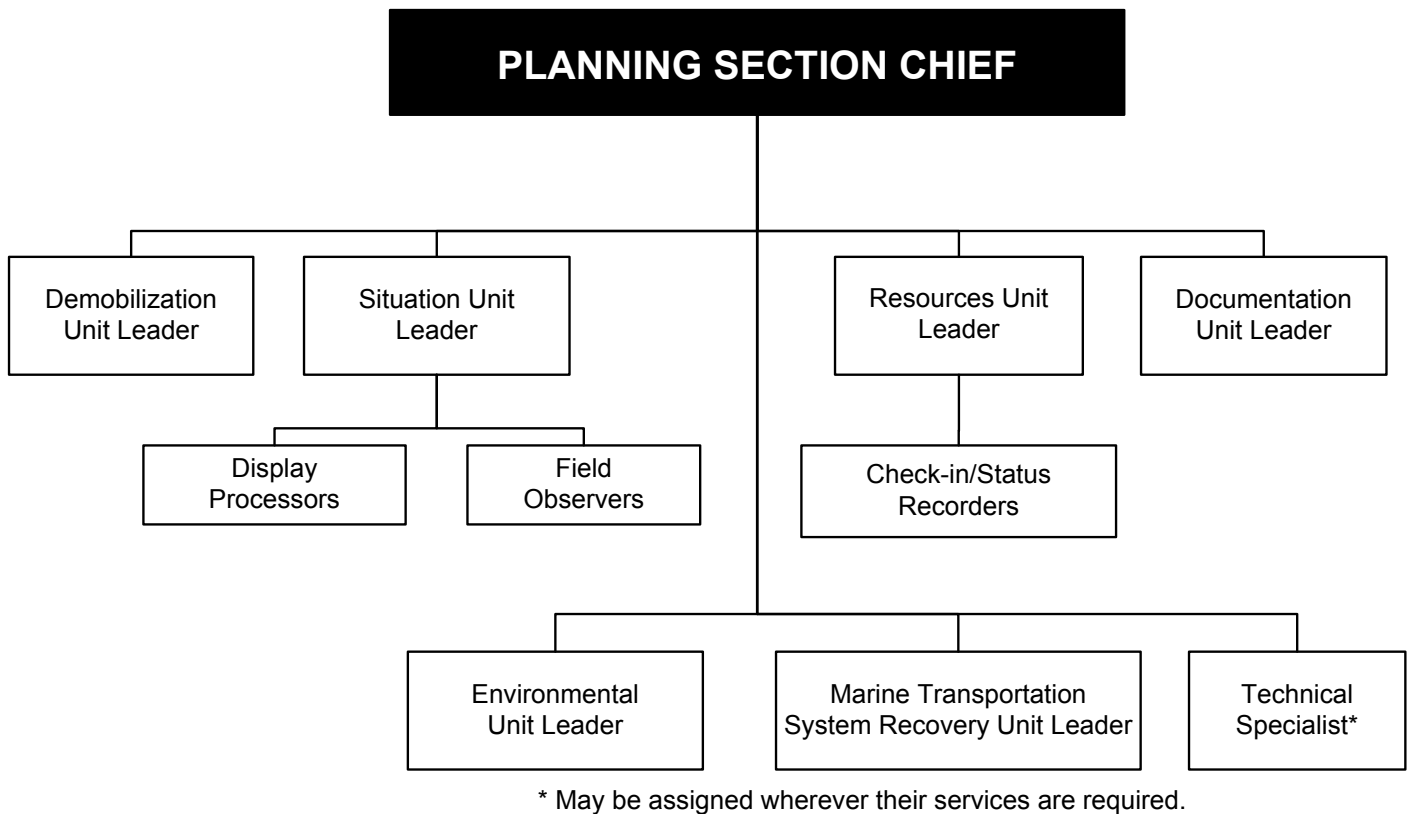 PLANNING SECTION CHIEF
Demobilization
Unit Leader
Situation Unit
Leader
Resources Unit
Leader
Documentation
Unit Leader
Display
Processors
Field
Observers
Check-in/Status
Recorders
Environmental
Unit Leader
Marine Transportation
System Recovery Unit Leader
Technical
Specialist*
* May be assigned wherever their services are required.